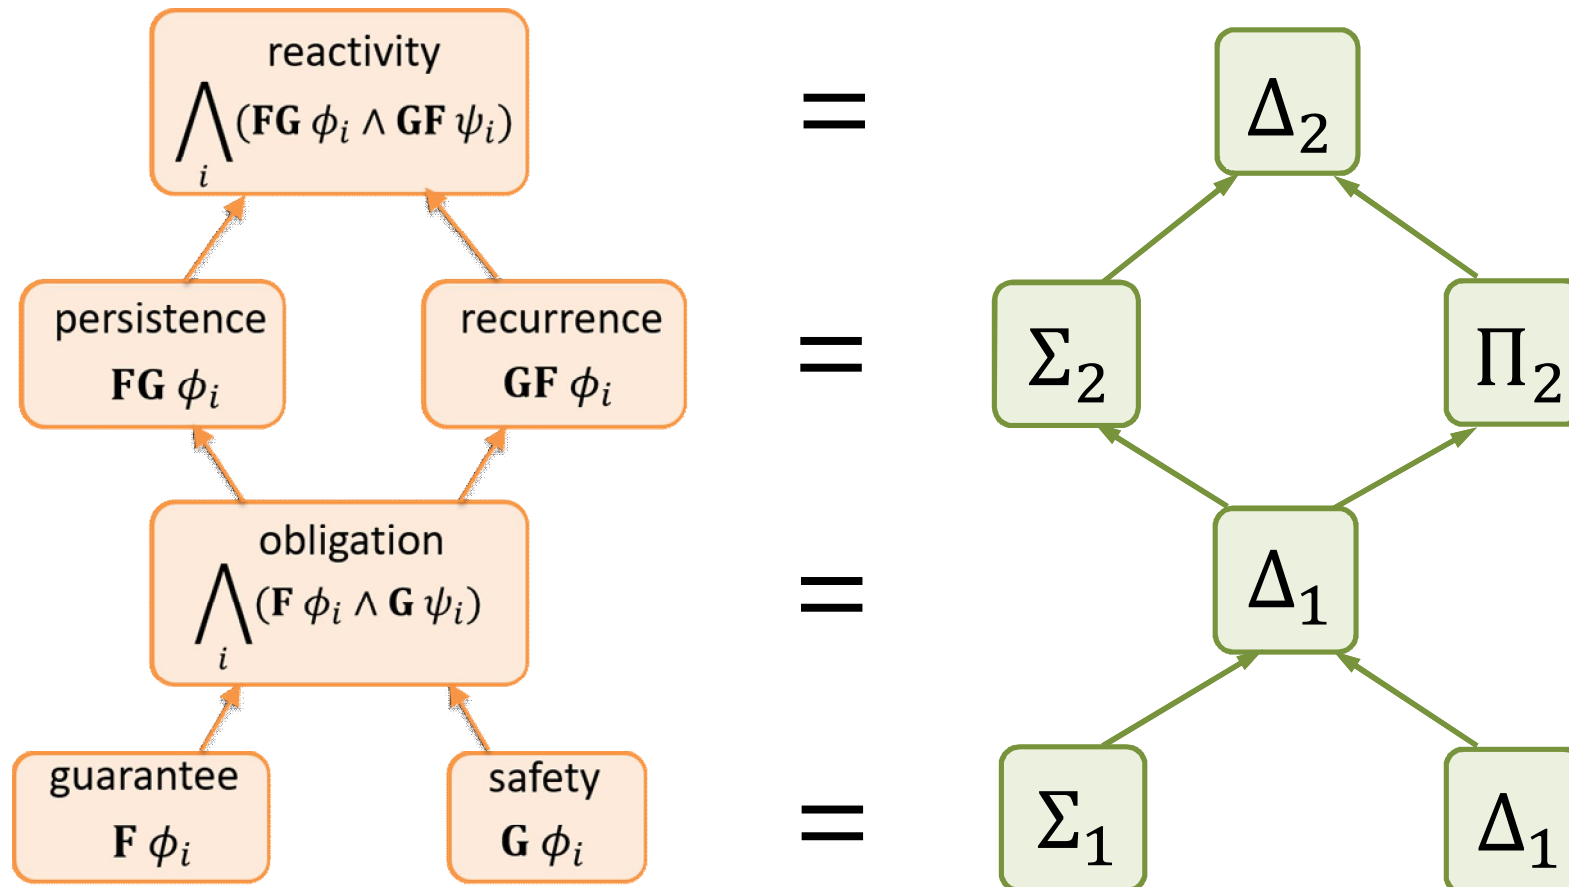 reactivity
⋀ᵢ (FG ϕᵢ ∧ GF ψᵢ)
=
Δ₂
persistence
FG ϕᵢ
recurrence
GF ϕᵢ
=
Σ₂
Π₂
obligation
⋀ᵢ (F ϕᵢ ∧ G ψᵢ)
=
Δ₁
guarantee
F ϕᵢ
safety
G ϕᵢ
=
Σ₁
Δ₁